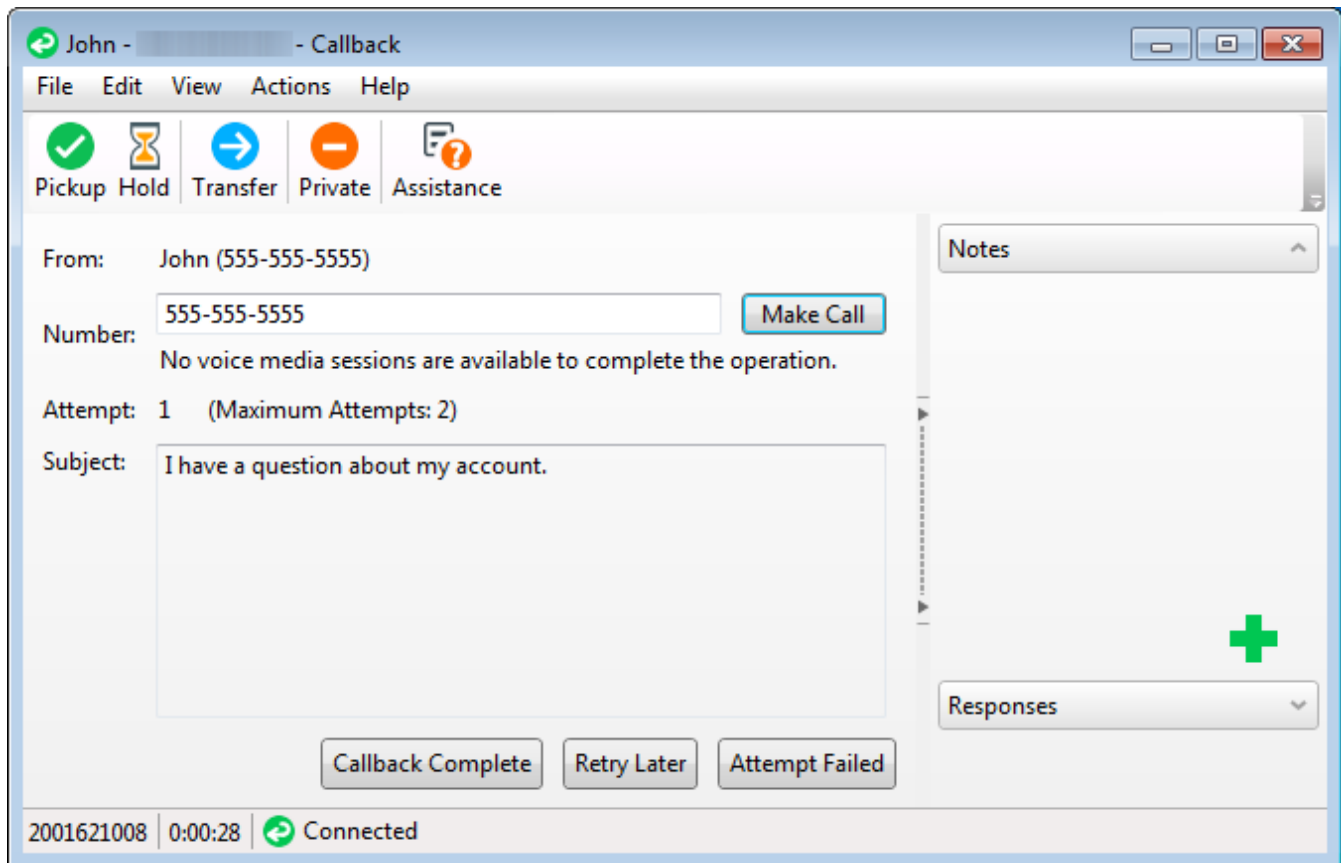 John - - Callback
File Edit View Actions Help
Pickup Hold Transfer Private Assistance
From: John (555-555-5555)
Number: 555-555-5555 Make Call
No voice media sessions are available to complete the operation.
Attempt: 1 (Maximum Attempts: 2)
Subject: I have a question about my account.
Callback Complete Retry Later Attempt Failed
Notes
Responses
2001621008 0:00:28 Connected